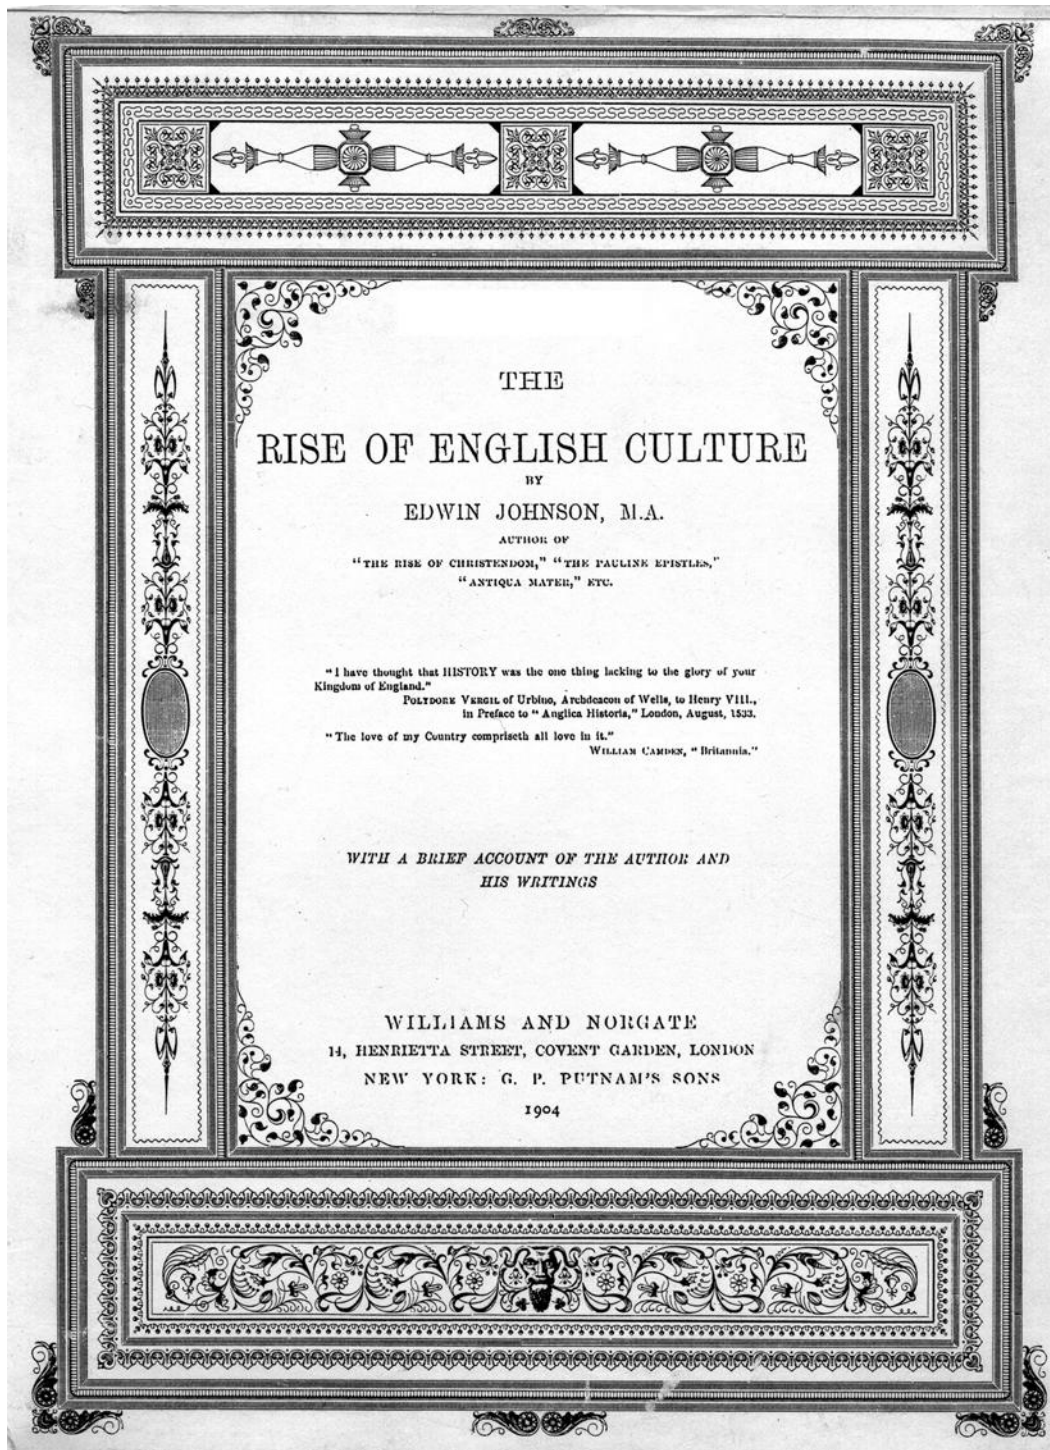 THE
RISE OF ENGLISH CULTURE
BY
EDWIN JOHNSON, M.A.
AUTHOR OF
"THE RISE OF CHRISTENDOM," "THE PAULINE EPISTLES,"
"ANTIQUA MATER," ETC.
"I have thought that HISTORY was the one thing lacking to the glory of your
Kingdom of England."
POLYDORE VERGIL of Urbino, Archdeacon of Wells, to Henry VIII.,
in Preface to "Anglica Historia," London, August, 1533.
"The love of my Country compriseth all love in it."
WILLIAM CAMDEN, "Britannia."
WITH A BRIEF ACCOUNT OF THE AUTHOR AND
HIS WRITINGS
WILLIAMS AND NORGATE
14, HENRIETTA STREET, COVENT GARDEN, LONDON
NEW YORK: G. P. PUTNAM'S SONS
1904